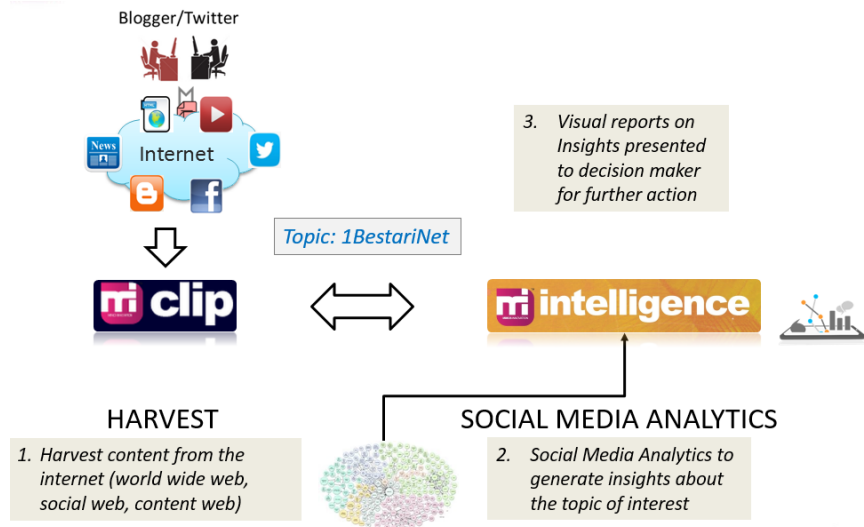 Blogger/Twitter
News
Internet
3. Visual reports on
Insights presented
to decision maker
for further action
Topic: 1BestariNet
mi clip
mi intelligence
HARVEST
SOCIAL MEDIA ANALYTICS
1. Harvest content from the
internet (world wide web,
social web, content web)
2. Social Media Analytics to
generate insights about
the topic of interest